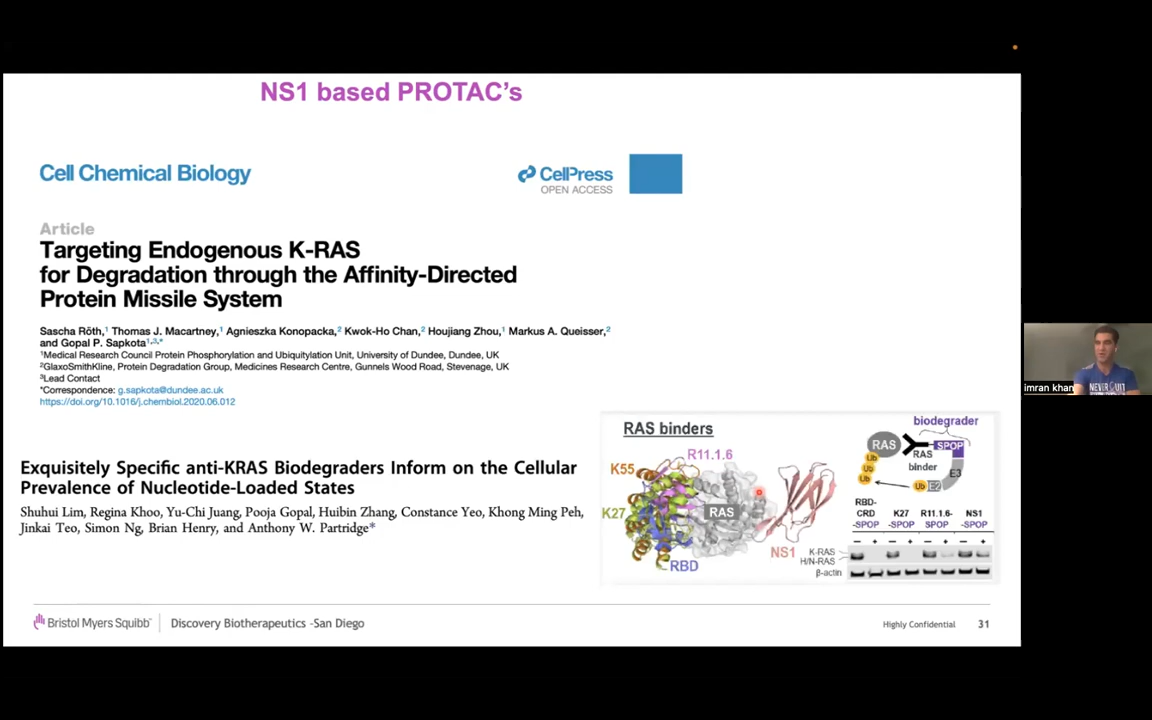 NS1 based PROTAC's
Cell Chemical Biology
CellPress
OPEN ACCESS
Article
Targeting Endogenous K-RAS
for Degradation through the Affinity-Directed
Protein Missile System
Sascha Röth,1 Thomas J. Macartney,1 Agnieszka Konopacka,2 Kwok-Ho Chan,2 Houjiang Zhou,1 Markus A. Queisser,2
and Gopal P. Sapkota1,3,*
1Medical Research Council Protein Phosphorylation and Ubiquitylation Unit, University of Dundee, Dundee, UK
2GlaxoSmithKline, Protein Degradation Group, Medicines Research Centre, Gunnels Wood Road, Stevenage, UK
3Lead Contact
*Correspondence: g.sapkota@dundee.ac.uk
https://doi.org/10.1016/j.chembiol.2020.06.012
Exquisitely Specific anti-KRAS Biodegraders Inform on the Cellular
Prevalence of Nucleotide-Loaded States
Shuhui Lim, Regina Khoo, Yu-Chi Juang, Pooja Gopal, Huibin Zhang, Constance Yeo, Khong Ming Peh,
Jinkai Teo, Simon Ng, Brian Henry, and Anthony W. Partridge*
RAS binders
K55
R11.1.6
K27
RAS
RBD
NS1
biodegrader
RAS
SPOP
RAS
binder
Ub
Ub
Ub
Ub
E2
E3
RBD-
CRD K27 R11.1- NS1
-SPOP -SPOP SPOP -SPOP
− + − + − + − +
K-RAS
H/N-RAS
β-actin
Bristol Myers Squibb
Discovery Biotherapeutics -San Diego
Highly Confidential
31
imran khan